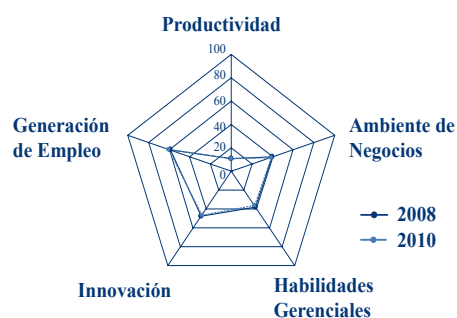 Productividad
100
80
60
40
20
0
Generación
de Empleo
Ambiente de
Negocios
2008
2010
Innovación
Habilidades
Gerenciales